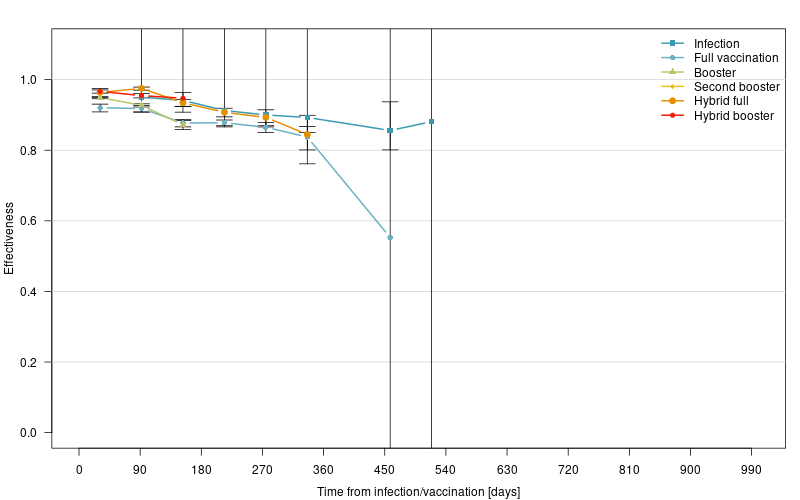 Infection
Full vaccination
Booster
Second booster
Hybrid full
Hybrid booster
Effectiveness
1.0
0.8
0.6
0.4
0.2
0.0
0 90 180 270 360 450 540 630 720 810 900 990
Time from infection/vaccination [days]